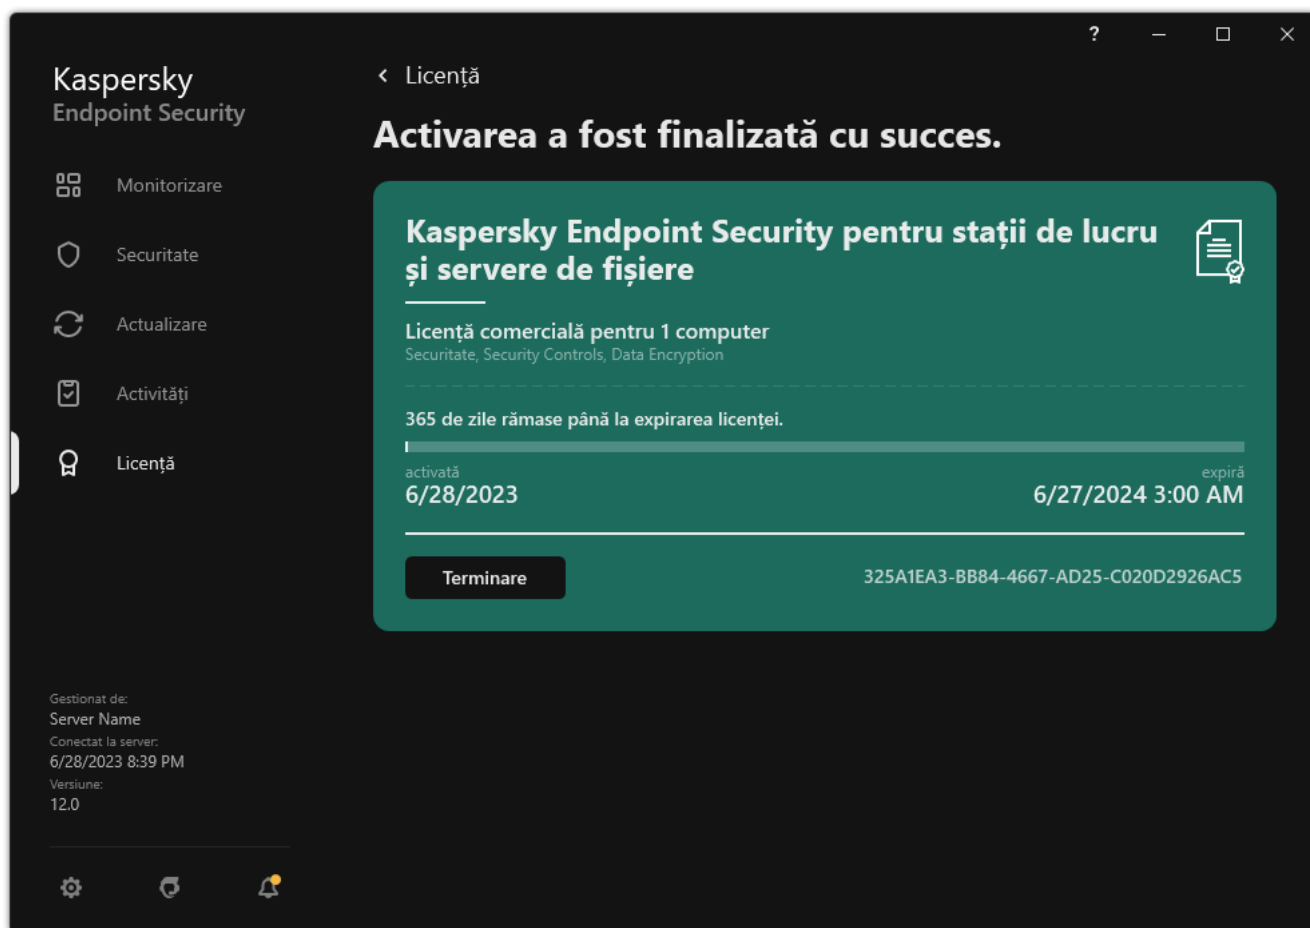 ?
Kaspersky
Endpoint Security
Monitorizare
Securitate
Actualizare
Activități
Licență
Gestionat de:
Server Name
Conectat la server:
6/28/2023 8:39 PM
Versiune:
12.0
Licență
Activarea a fost finalizată cu succes.
Kaspersky Endpoint Security pentru stații de lucru
și servere de fișiere
Licență comercială pentru 1 computer
Securitate, Security Controls, Data Encryption
365 de zile rămase până la expirarea licenței.
activată
expiră
6/28/2023
6/27/2024 3:00 AM
Terminare
325A1EA3-BB84-4667-AD25-C020D2926AC5